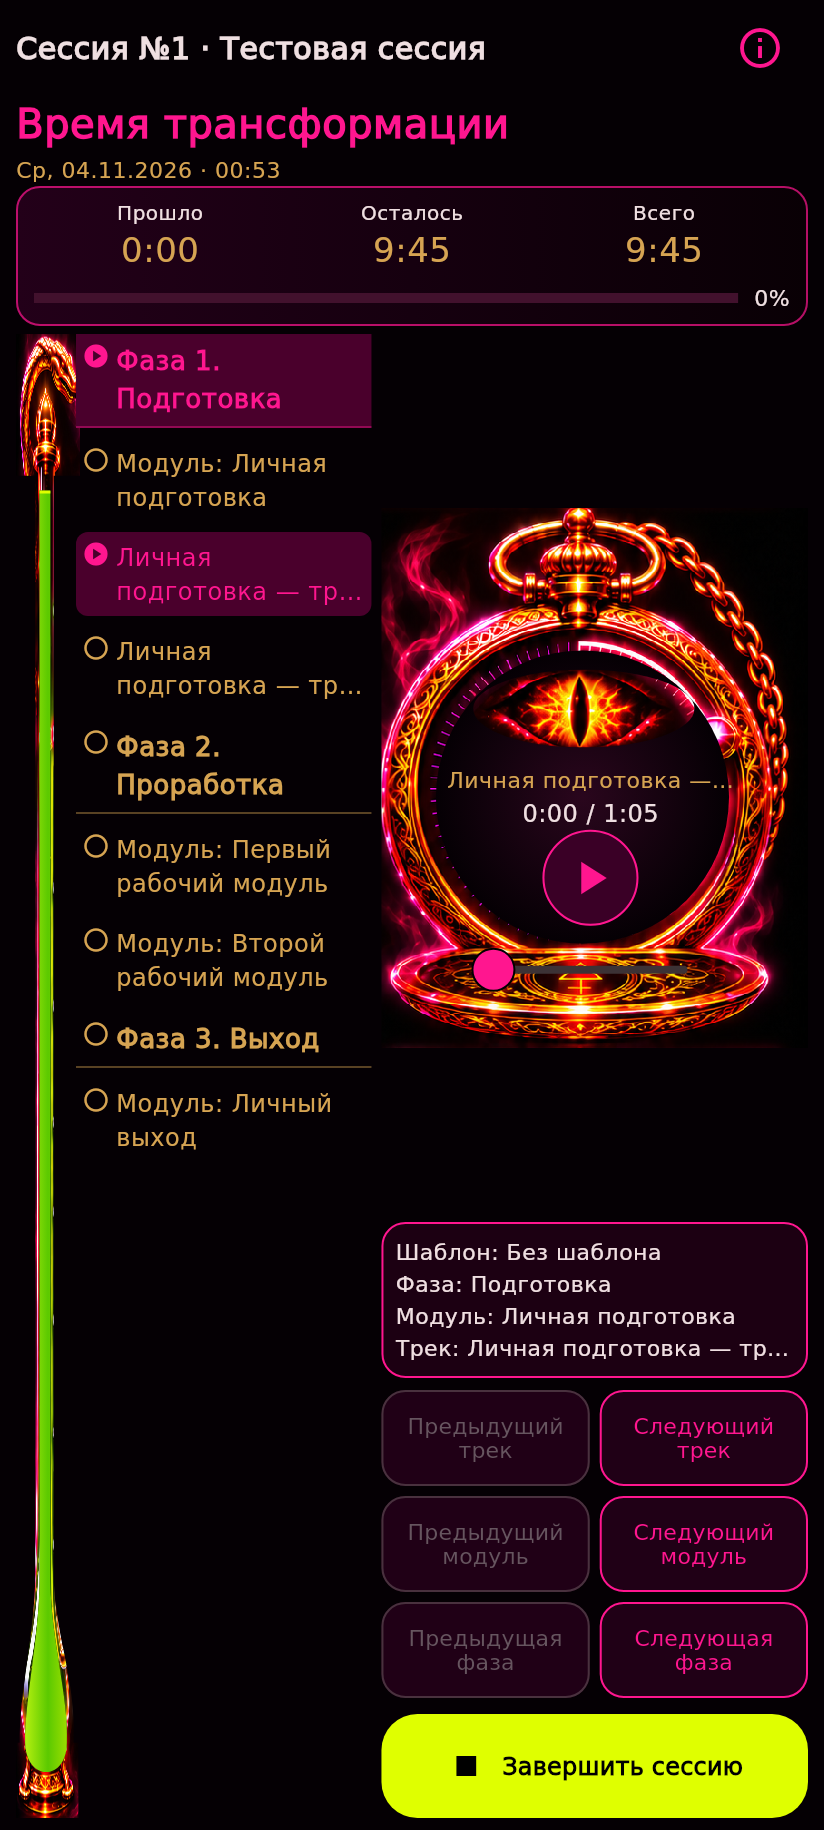 Сессия №1 · Тестовая сессия
Время трансформации
Ср, 04.11.2026 · 00:53
Прошло
Осталось
Всего
0:00
9:45
9:45
0%
Фаза 1.
Подготовка
Модуль: Личная
подготовка
Личная
подготовка — тр...
Личная
подготовка — тр...
Фаза 2.
Проработка
Модуль: Первый
рабочий модуль
Модуль: Второй
рабочий модуль
Фаза 3. Выход
Модуль: Личный
выход
Личная подготовка —...
0:00 / 1:05
Шаблон: Без шаблона
Фаза: Подготовка
Модуль: Личная подготовка
Трек: Личная подготовка — тр...
Предыдущий
трек
Следующий
трек
Предыдущий
модуль
Следующий
модуль
Предыдущая
фаза
Следующая
фаза
Завершить сессию